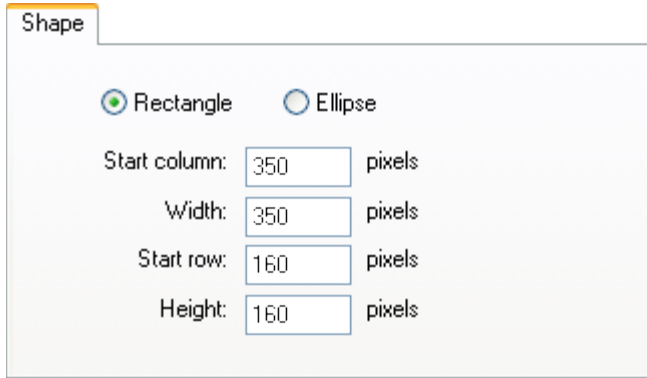 Shape
Rectangle Ellipse
Start column: 350 pixels
Width: 350 pixels
Start row: 160 pixels
Height: 160 pixels